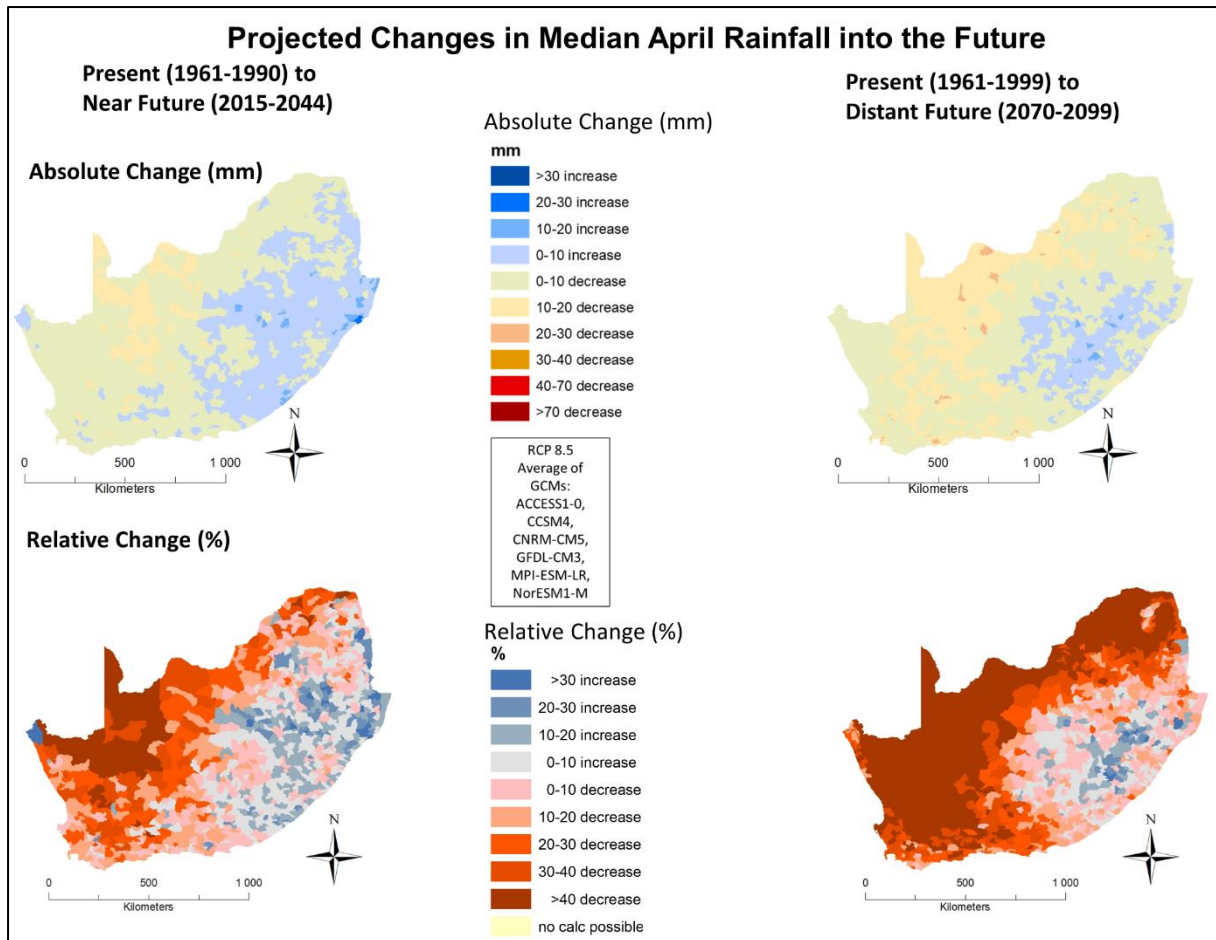 Projected Changes in Median April Rainfall into the Future
Present (1961-1990) to
Near Future (2015-2044)
Present (1961-1999) to
Distant Future (2070-2099)
Absolute Change (mm)
Absolute Change (mm)
mm
>30 increase
20-30 increase
10-20 increase
0-10 increase
0-10 decrease
10-20 decrease
20-30 decrease
30-40 decrease
40-70 decrease
>70 decrease
N
0 500 1 000
Kilometers
N
0 500 1 000
Kilometers
RCP 8.5
Average of
GCMs:
ACCESS1-0,
CCSM4,
CNRM-CM5,
GFDL-CM3,
MPI-ESM-LR,
NorESM1-M
Relative Change (%)
Relative Change (%)
%
>30 increase
20-30 increase
10-20 increase
0-10 increase
0-10 decrease
10-20 decrease
20-30 decrease
30-40 decrease
>40 decrease
no calc possible
N
0 500 1 000
Kilometers
N
0 500 1 000
Kilometers